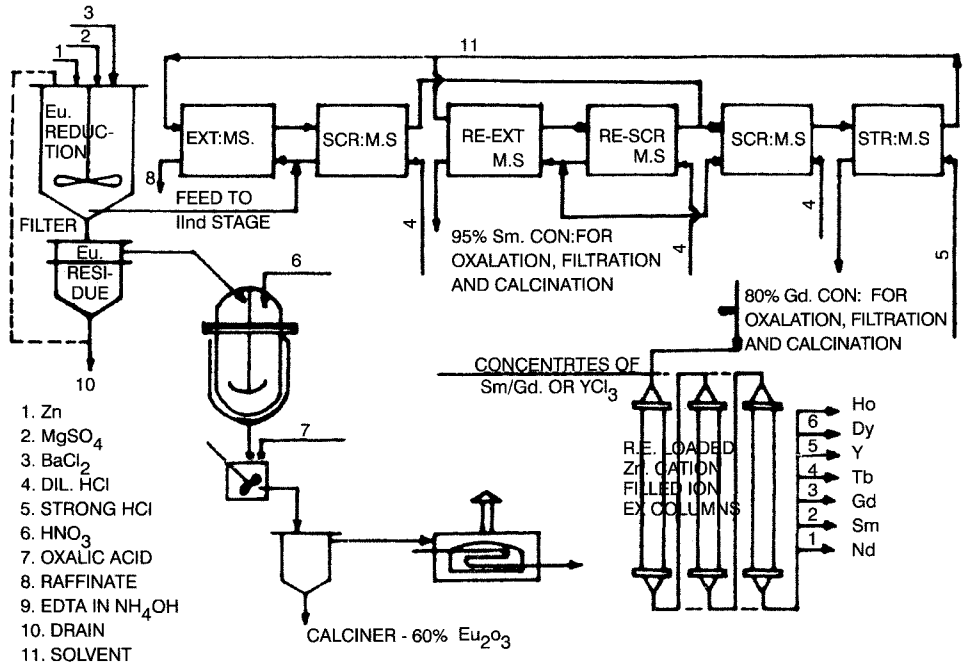 3
2
1
11
Eu.
REDUC-
TION
EXT:MS.
SCR:M.S
RE-EXT
M.S
RE-SCR
M.S
SCR:M.S
STR:M.S
8
FEED TO
IInd STAGE
4
4
4
5
FILTER
Eu.
RESI-
DUE
95% Sm. CON:FOR
OXALATION, FILTRATION
AND CALCINATION
6
80% Gd. CON: FOR
OXALATION, FILTRATION
AND CALCINATION
10
CONCENTRTES OF
Sm/Gd. OR YCl3
R.E. LOADED
Zn. CATION
FILLED ION
EX COLUMNS
Ho
6 Dy
5 Y
4 Tb
3 Gd
2 Sm
1 Nd
7
1. Zn
2. MgSO4
3. BaCl2
4. DIL. HCl
5. STRONG HCl
6. HNO3
7. OXALIC ACID
8. RAFFINATE
9. EDTA IN NH4OH
10. DRAIN
11. SOLVENT
CALCINER - 60% Eu2o3